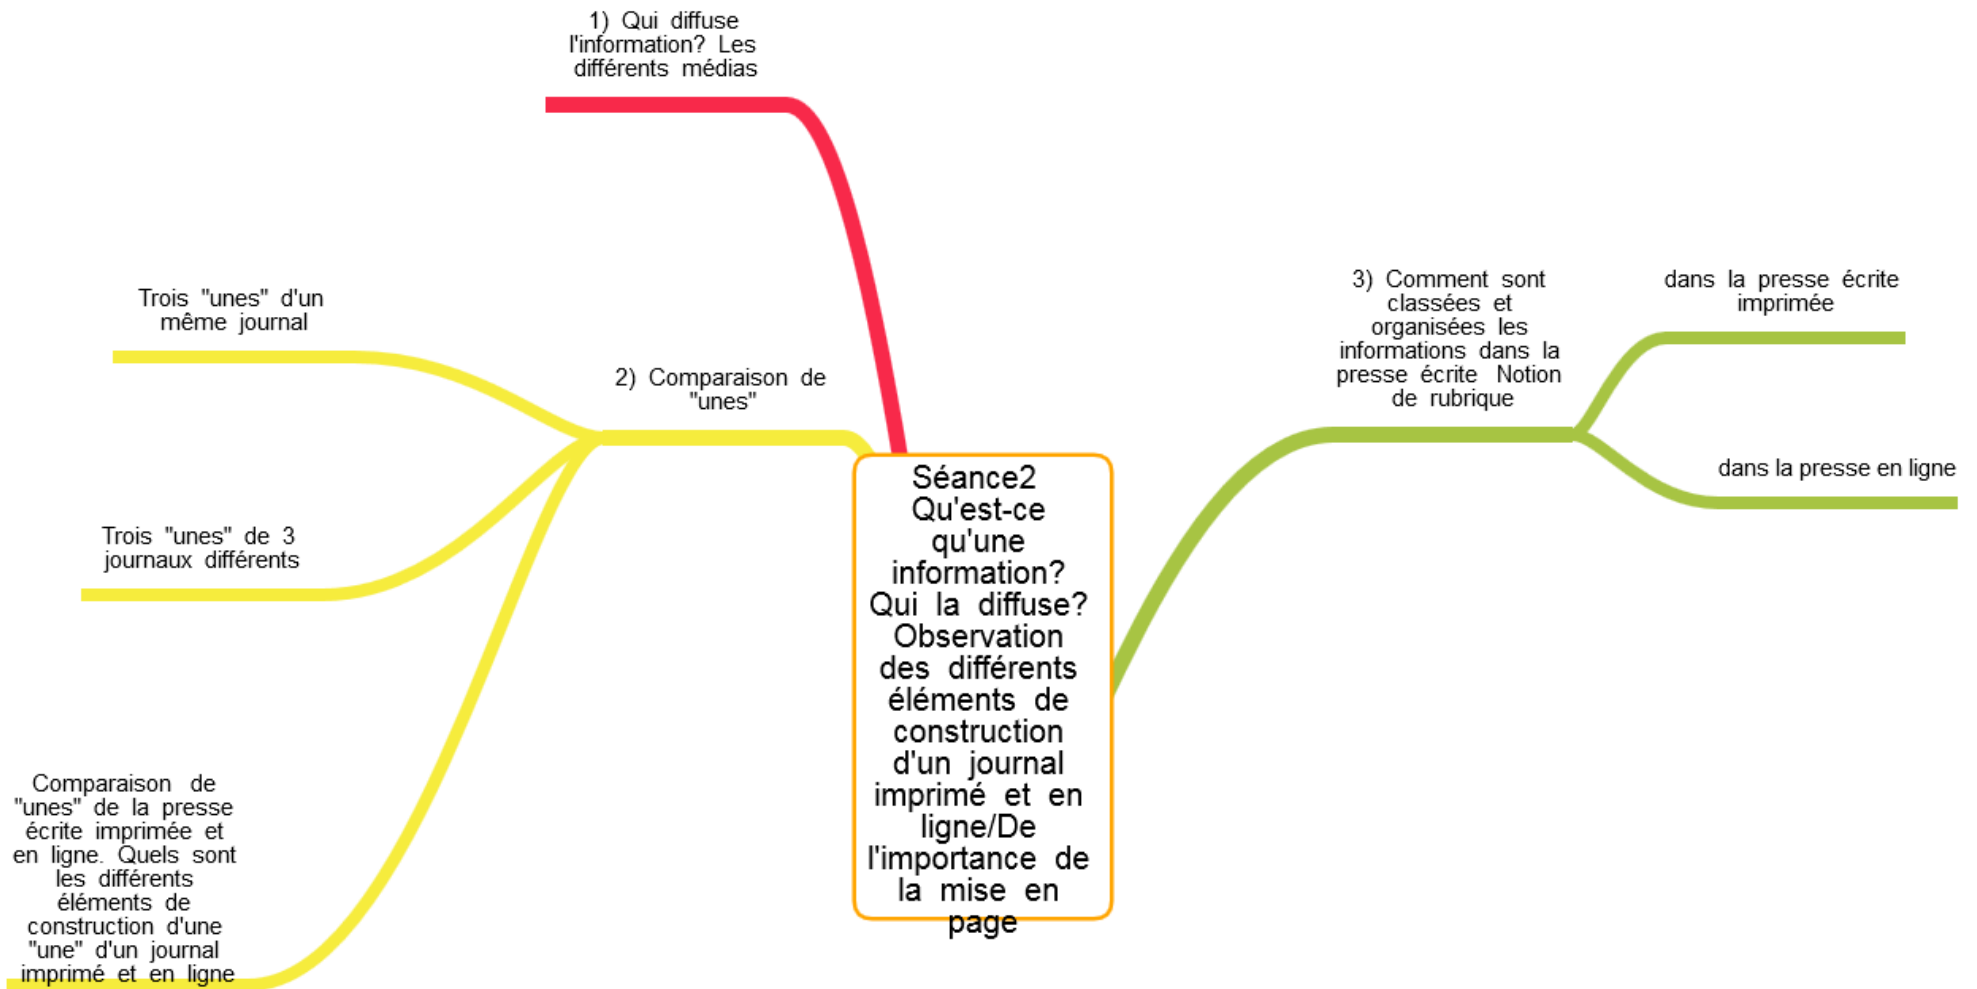 1) Qui diffuse
l'information? Les
différents médias
Trois "unes" d'un
même journal
2) Comparaison de
"unes"
Trois "unes" de 3
journaux différents
Comparaison de
"unes" de la presse
écrite imprimée et
en ligne. Quels sont
les différents
éléments de
construction d'une
"une" d'un journal
imprimé et en ligne
Séance2
Qu'est-ce
qu'une
information?
Qui la diffuse?
Observation
des différents
éléments de
construction
d'un journal
imprimé et en
ligne/De
l'importance de
la mise en
page
3) Comment sont
classées et
organisées les
informations dans la
presse écrite Notion
de rubrique
dans la presse écrite
imprimée
dans la presse en ligne